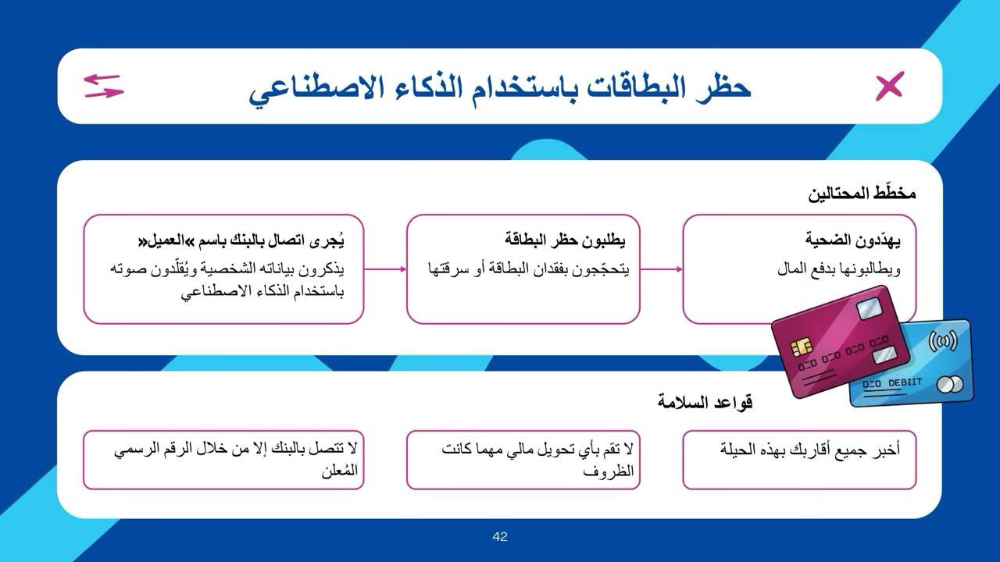 حظر البطاقات باستخدام الذكاء الاصطناعي
مخطّط المحتالين
يُجرى اتصال بالبنك باسم »العميل«
يذكرون بياناته الشخصية ويُقلّدون صوته
باستخدام الذكاء الاصطناعي
يطلبون حظر البطاقة
يتحجّجون بفقدان البطاقة أو سرقتها
يهدّدون الضحية
ويطالبونها بدفع المال
DEBIIT
قواعد السلامة
أخبر جميع أقاربك بهذه الحيلة
لا تقم بأي تحويل مالي مهما كانت
الظروف
لا تتصل بالبنك إلا من خلال الرقم الرسمي
المُعلن
42